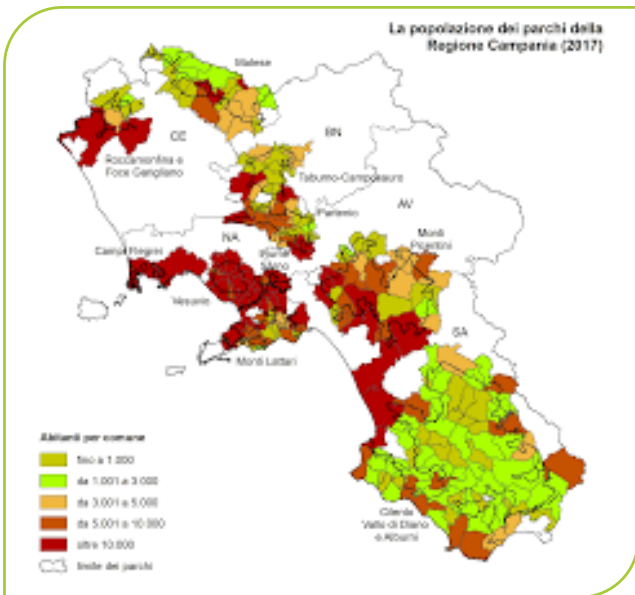 La popolazione dei parchi della
Regione Campania (2017)
Matese
CE
BN
Roccamonfina e
Foce Garigliano
Taburno-Camposauro
Partenio
AV
NA
Monti
Picentini
Campi Flegrei
Fiume
Sarno
Vesuvio
SA
Monti Lattari
Abitanti per comune
fino a 1.000
da 1.001 a 3.000
da 3.001 a 5.000
da 5.001 a 10.000
oltre 10.000
limite dei parchi
Cilento
Vallo di Diano
e Alburni